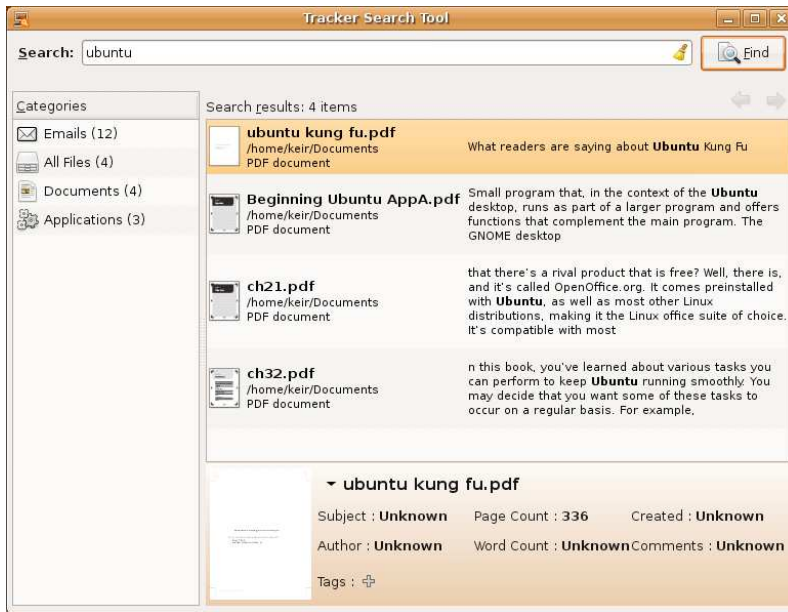 Tracker Search Tool
Search: ubuntu
Find
Categories
Emails (12)
All Files (4)
Documents (4)
Applications (3)
Search results: 4 items
ubuntu kung fu.pdf
/home/keir/Documents
PDF document
What readers are saying about Ubuntu Kung Fu
Beginning Ubuntu AppA.pdf
/home/keir/Documents
PDF document
Small program that, in the context of the Ubuntu
desktop, runs as part of a larger program and offers
functions that complement the main program. The
GNOME desktop
ch21.pdf
/home/keir/Documents
PDF document
that there's a rival product that is free? Well, there is,
and it's called OpenOffice.org. It comes preinstalled
with Ubuntu, as well as most other Linux
distributions, making it the Linux office suite of choice.
It's compatible with most
ch32.pdf
/home/keir/Documents
PDF document
n this book, you've learned about various tasks you
can perform to keep Ubuntu running smoothly. You
may decide that you want some of these tasks to
occur on a regular basis. For example,
ubuntu kung fu.pdf
Subject : Unknown Page Count : 336 Created : Unknown
Author : Unknown Word Count : Unknown Comments : Unknown
Tags :